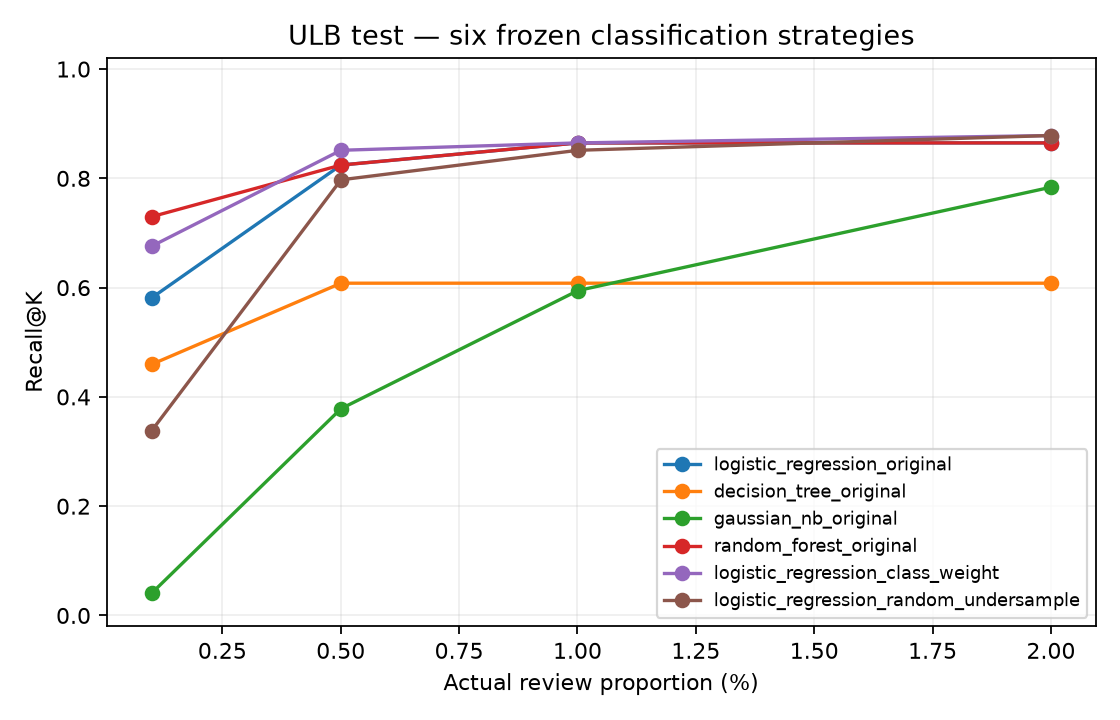 ULB test — six frozen classification strategies
Recall@K
1.0
0.8
0.6
0.4
0.2
0.0
logistic_regression_original
decision_tree_original
gaussian_nb_original
random_forest_original
logistic_regression_class_weight
logistic_regression_random_undersample
0.25 0.50 0.75 1.00 1.25 1.50 1.75 2.00
Actual review proportion (%)